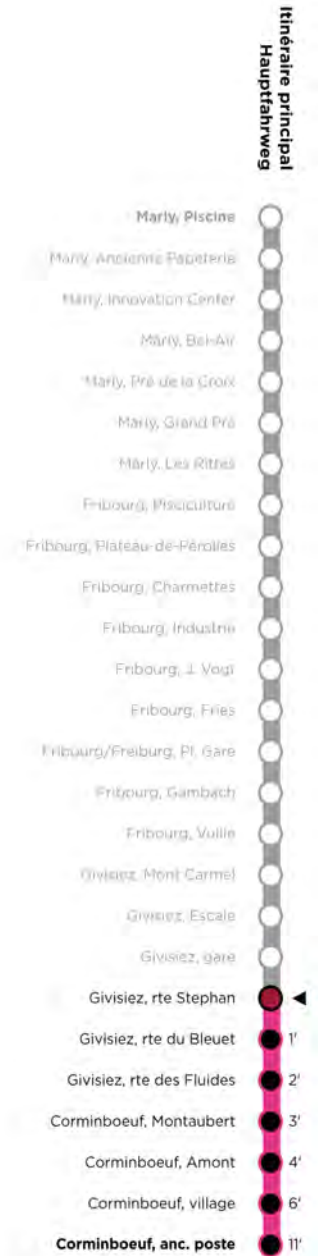 Itinéraire principal
Hauptfahrweg
Marly, Piscine
Marly, Ancienne Papeterie
Marly, Innovation Center
Marly, Bel-Air
Marly, Pré de la Croix
Marly, Grand Pré
Marly, Les Rittes
Fribourg, Pisciculture
Fribourg, Plateau-de-Pérolles
Fribourg, Charmettes
Fribourg, Industrie
Fribourg, J. Vogt
Fribourg, Fries
Fribourg/Freiburg, Pl. Gare
Fribourg, Gambach
Fribourg, Vuille
Givisiez, Mont Carmel
Givisiez, Escale
Givisiez, gare
Givisiez, rte Stephan
Givisiez, rte du Bleuet 1'
Givisiez, rte des Fluides 2'
Corminboeuf, Montaubert 3'
Corminboeuf, Amont 4'
Corminboeuf, village 6'
Corminboeuf, anc. poste 11'